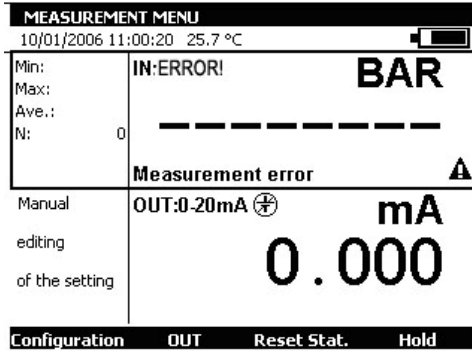 MEASUREMENT MENU
10/01/2006 11:00:20 25.7 °C
Min:
Max:
Ave.:
N: 0
IN:ERROR!
BAR
--------
Measurement error
Manual
editing
of the setting
OUT:0-20mA
mA
0.000
Configuration OUT Reset Stat. Hold